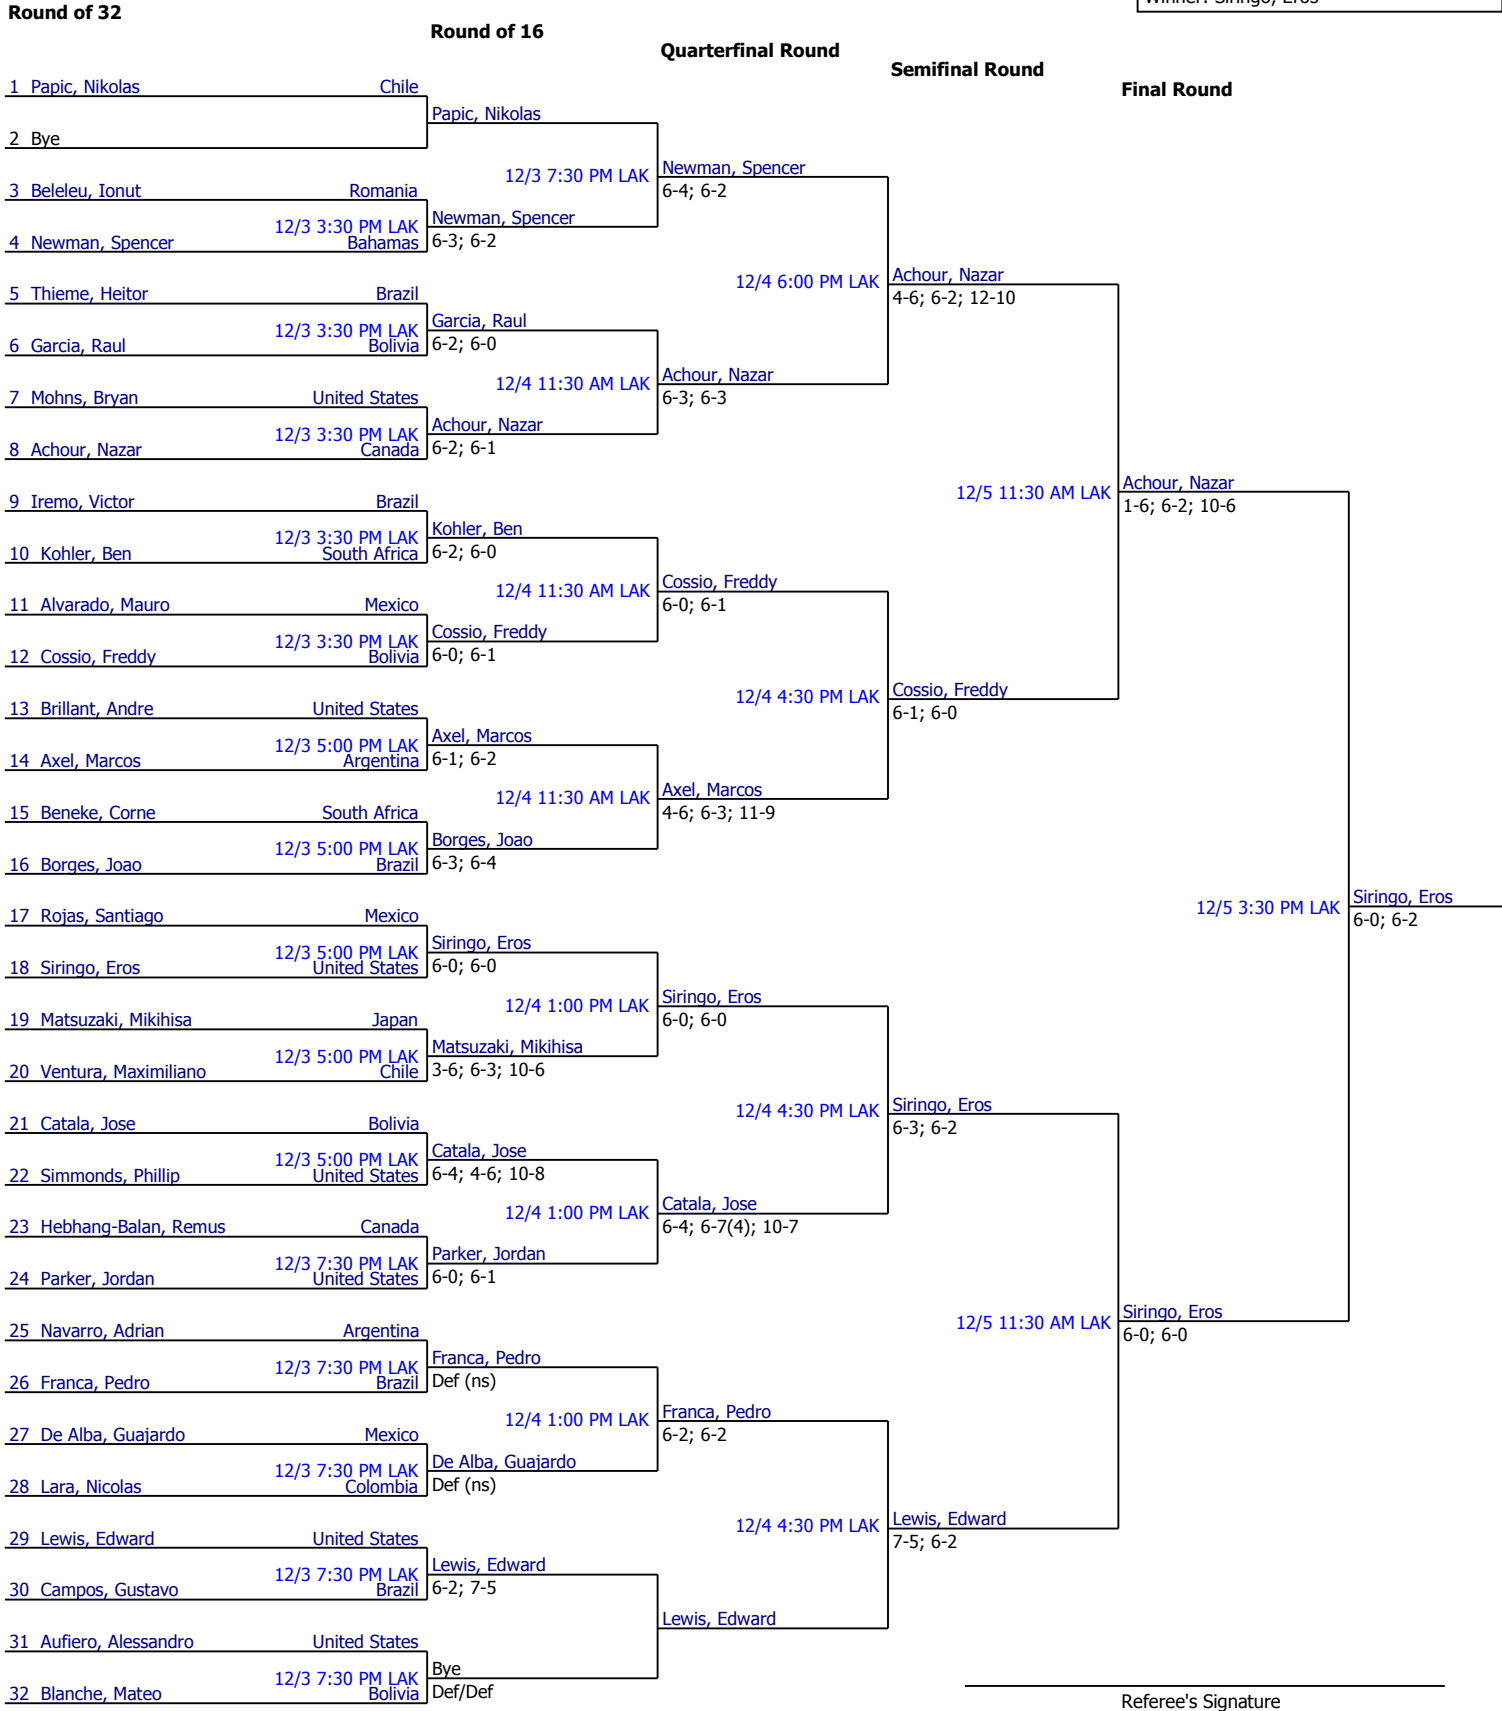 Winner: Siringo, Eros
Round of 32
Round of 16
Quarterfinal Round
Semifinal Round
Final Round
1 Papic, Nikolas Chile
Papic, Nikolas
2 Bye
12/3 7:30 PM LAK Newman, Spencer
6-4; 6-2
3 Beleleu, Ionut Romania
12/3 3:30 PM LAK Newman, Spencer
4 Newman, Spencer Bahamas 6-3; 6-2
12/4 6:00 PM LAK Achour, Nazar
4-6; 6-2; 12-10
5 Thieme, Heitor Brazil
12/3 3:30 PM LAK Garcia, Raul
6 Garcia, Raul Bolivia 6-2; 6-0
12/4 11:30 AM LAK Achour, Nazar
6-3; 6-3
7 Mohns, Bryan United States
12/3 3:30 PM LAK Achour, Nazar
8 Achour, Nazar Canada 6-2; 6-1
12/5 11:30 AM LAK Achour, Nazar
1-6; 6-2; 10-6
9 Iremo, Victor Brazil
12/3 3:30 PM LAK Kohler, Ben
10 Kohler, Ben South Africa 6-2; 6-0
12/4 11:30 AM LAK Cossio, Freddy
6-0; 6-1
11 Alvarado, Mauro Mexico
12/3 3:30 PM LAK Cossio, Freddy
12 Cossio, Freddy Bolivia 6-0; 6-1
12/4 4:30 PM LAK Cossio, Freddy
6-1; 6-0
13 Brillant, Andre United States
12/3 5:00 PM LAK Axel, Marcos
14 Axel, Marcos Argentina 6-1; 6-2
12/4 11:30 AM LAK Axel, Marcos
4-6; 6-3; 11-9
15 Beneke, Corne South Africa
12/3 5:00 PM LAK Borges, Joao
16 Borges, Joao Brazil 6-3; 6-4
12/5 3:30 PM LAK Siringo, Eros
6-0; 6-2
17 Rojas, Santiago Mexico
12/3 5:00 PM LAK Siringo, Eros
18 Siringo, Eros United States 6-0; 6-0
12/4 1:00 PM LAK Siringo, Eros
6-0; 6-0
19 Matsuzaki, Mikihisa Japan
12/3 5:00 PM LAK Matsuzaki, Mikihisa
20 Ventura, Maximiliano Chile 3-6; 6-3; 10-6
12/4 4:30 PM LAK Siringo, Eros
6-3; 6-2
21 Catala, Jose Bolivia
12/3 5:00 PM LAK Catala, Jose
22 Simmonds, Phillip United States 6-4; 4-6; 10-8
12/4 1:00 PM LAK Catala, Jose
6-4; 6-7(4); 10-7
23 Hebhang-Balan, Remus Canada
12/3 7:30 PM LAK Parker, Jordan
24 Parker, Jordan United States 6-0; 6-1
12/5 11:30 AM LAK Siringo, Eros
6-0; 6-0
25 Navarro, Adrian Argentina
12/3 7:30 PM LAK Franca, Pedro
26 Franca, Pedro Brazil Def (ns)
12/4 1:00 PM LAK Franca, Pedro
6-2; 6-2
27 De Alba, Guajardo Mexico
12/3 7:30 PM LAK De Alba, Guajardo
28 Lara, Nicolas Colombia Def (ns)
12/4 4:30 PM LAK Lewis, Edward
7-5; 6-2
29 Lewis, Edward United States
12/3 7:30 PM LAK Lewis, Edward
30 Campos, Gustavo Brazil 6-2; 7-5
Lewis, Edward
31 Aufiero, Alessandro United States
12/3 7:30 PM LAK Bye
32 Blanche, Mateo Bolivia Def/Def
Referee's Signature